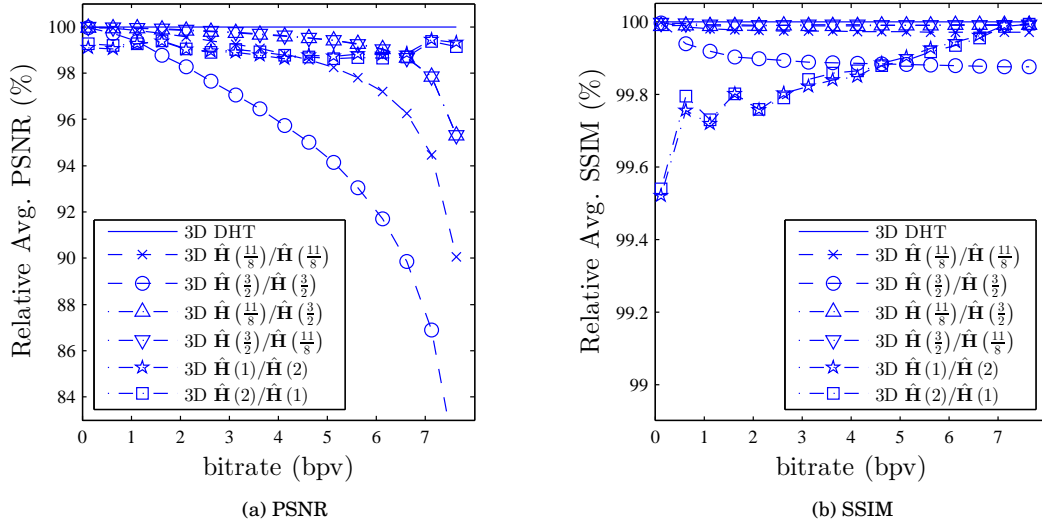 100
98
96
94
92
90
88
86
84
Relative Avg. PSNR (%)
3D DHT
3D Ĥ(11/8)/Ĥ(11/8)
3D Ĥ(3/2)/Ĥ(3/2)
3D Ĥ(11/8)/Ĥ(3/2)
3D Ĥ(3/2)/Ĥ(11/8)
3D Ĥ(1)/Ĥ(2)
3D Ĥ(2)/Ĥ(1)
0 1 2 3 4 5 6 7
bitrate (bpv)
(a) PSNR
100
99.8
99.6
99.4
99.2
99
Relative Avg. SSIM (%)
3D DHT
3D Ĥ(11/8)/Ĥ(11/8)
3D Ĥ(3/2)/Ĥ(3/2)
3D Ĥ(11/8)/Ĥ(3/2)
3D Ĥ(3/2)/Ĥ(11/8)
3D Ĥ(1)/Ĥ(2)
3D Ĥ(2)/Ĥ(1)
0 1 2 3 4 5 6 7
bitrate (bpv)
(b) SSIM